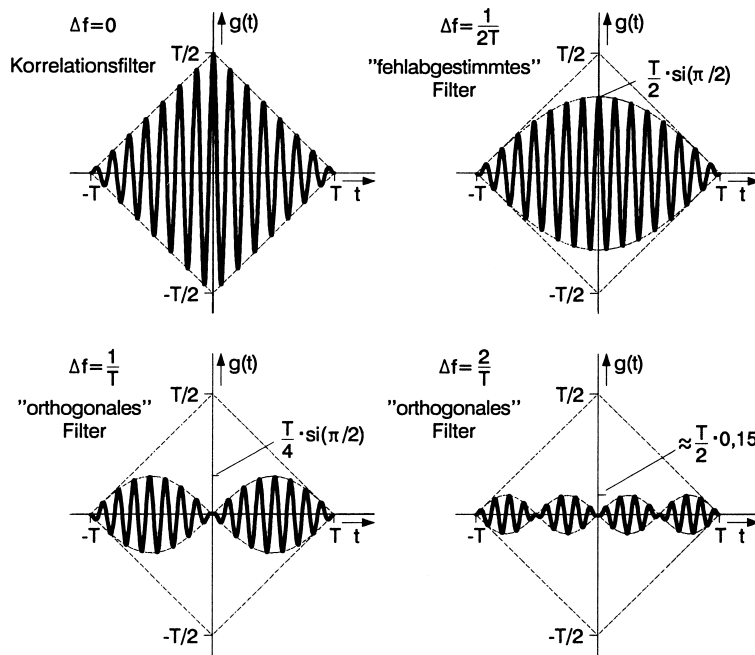 Δf=0
Korrelationsfilter
g(t)
T/2
-T
T
t
-T/2
Δf=1/2T
"fehlabgestimmtes"
Filter
g(t)
T/2
T/2·si(π/2)
-T
T
t
-T/2
Δf=1/T
"orthogonales"
Filter
g(t)
T/2
T/4·si(π/2)
-T
T
t
-T/2
Δf=2/T
"orthogonales"
Filter
g(t)
T/2
≈T/2·0,15
-T
T
t
-T/2